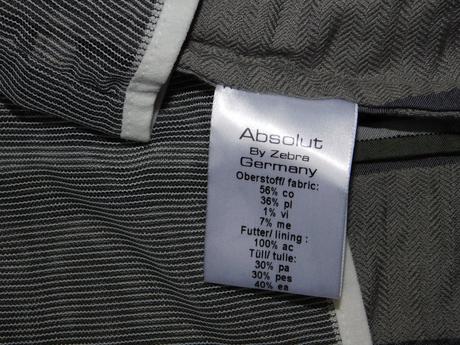 Absolut
By Zebra
Germany
Oberstoff/ fabric:
56% co
36% pl
1% vi
7% me
Futter/ lining :
100% ac
Tüll/ tulle:
30% pa
30% pes
40% ea